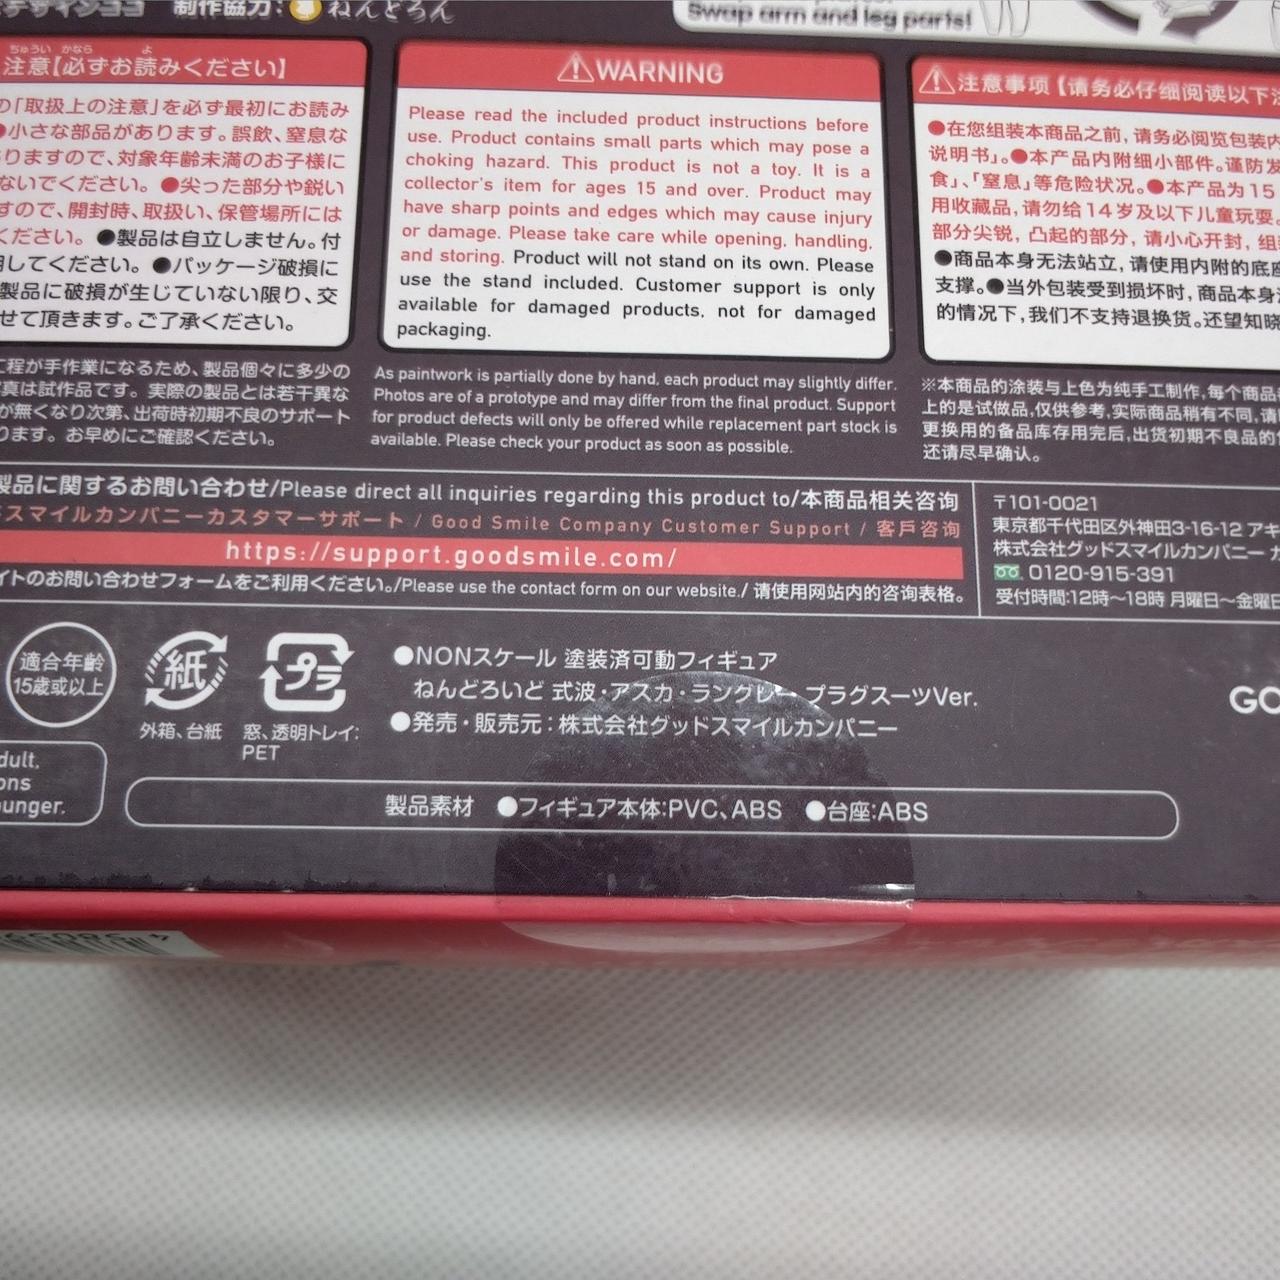 デザインココ 制作協力：ねんどろん
Swap arm and leg parts!
ちゅうい かなら よ
注意【必ずお読みください】
の「取扱上の注意」を必ず最初にお読み
●小さな部品があります。誤飲、窒息な
りますので、対象年齢未満のお子様に
ないでください。 ●尖った部分や鋭い
すので、開封時、取扱い、保管場所には
ください。 ●製品は自立しません。付
用してください。 ●パッケージ破損に
製品に破損が生じていない限り、交
せて頂きます。ご了承ください。
工程が手作業になるため、製品個々に多少の
真は試作品です。実際の製品とは若干異な
が無くなり次第、出荷時初期不良のサポート
ります。お早めにご確認ください。
⚠WARNING
Please read the included product instructions before
use. Product contains small parts which may pose a
choking hazard. This product is not a toy. It is a
collector's item for ages 15 and over. Product may
have sharp points and edges which may cause injury
or damage. Please take care while opening, handling,
and storing. Product will not stand on its own. Please
use the stand included. Customer support is only
available for damaged products, not for damaged
packaging.
As paintwork is partially done by hand, each product may slightly differ.
Photos are of a prototype and may differ from the final product. Support
for product defects will only be offered while replacement part stock is
available. Please check your product as soon as possible.
⚠注意事项【请务必仔细阅读以下
●在您组装本商品之前，请务必阅览包装内
说明书」。●本产品内附细小部件。谨防发
食」、「窒息」等危险状况。●本产品为15
用收藏品，请勿给14岁及以下儿童玩耍
部分尖锐，凸起的部分，请小心开封，组
●商品本身无法站立，请使用内附的底座
支撑。●当外包装受到损坏时，商品本身
的情况下，我们不支持退换货。还望知晓
※本商品的涂装与上色为纯手工制作，每个商品
上的是试做品，仅供参考，实际商品稍有不同，请
更换用的备品库存用完后，出货初期不良品的
还请尽早确认。
製品に関するお問い合わせ/Please direct all inquiries regarding this product to/本商品相关咨询
スマイルカンパニーカスタマーサポート / Good Smile Company Customer Support / 客戶咨询
https://support.goodsmile.com/
イトのお問い合わせフォームをご利用ください。/Please use the contact form on our website./ 请使用网站内的咨询表格。
〒101-0021
東京都千代田区外神田3-16-12 アキ
株式会社グッドスマイルカンパニー カ
0120-915-391
受付時間:12時～18時 月曜日～金曜日
適合年齢
15歳或以上
紙
外箱、台紙
プラ
窓、透明トレイ:
PET
●NONスケール 塗装済可動フィギュア
ねんどろいど 式波・アスカ・ラングレー プラグスーツVer.
●発売・販売元：株式会社グッドスマイルカンパニー
GO
dult,
ons
unger.
製品素材 ●フィギュア本体:PVC、ABS ●台座:ABS